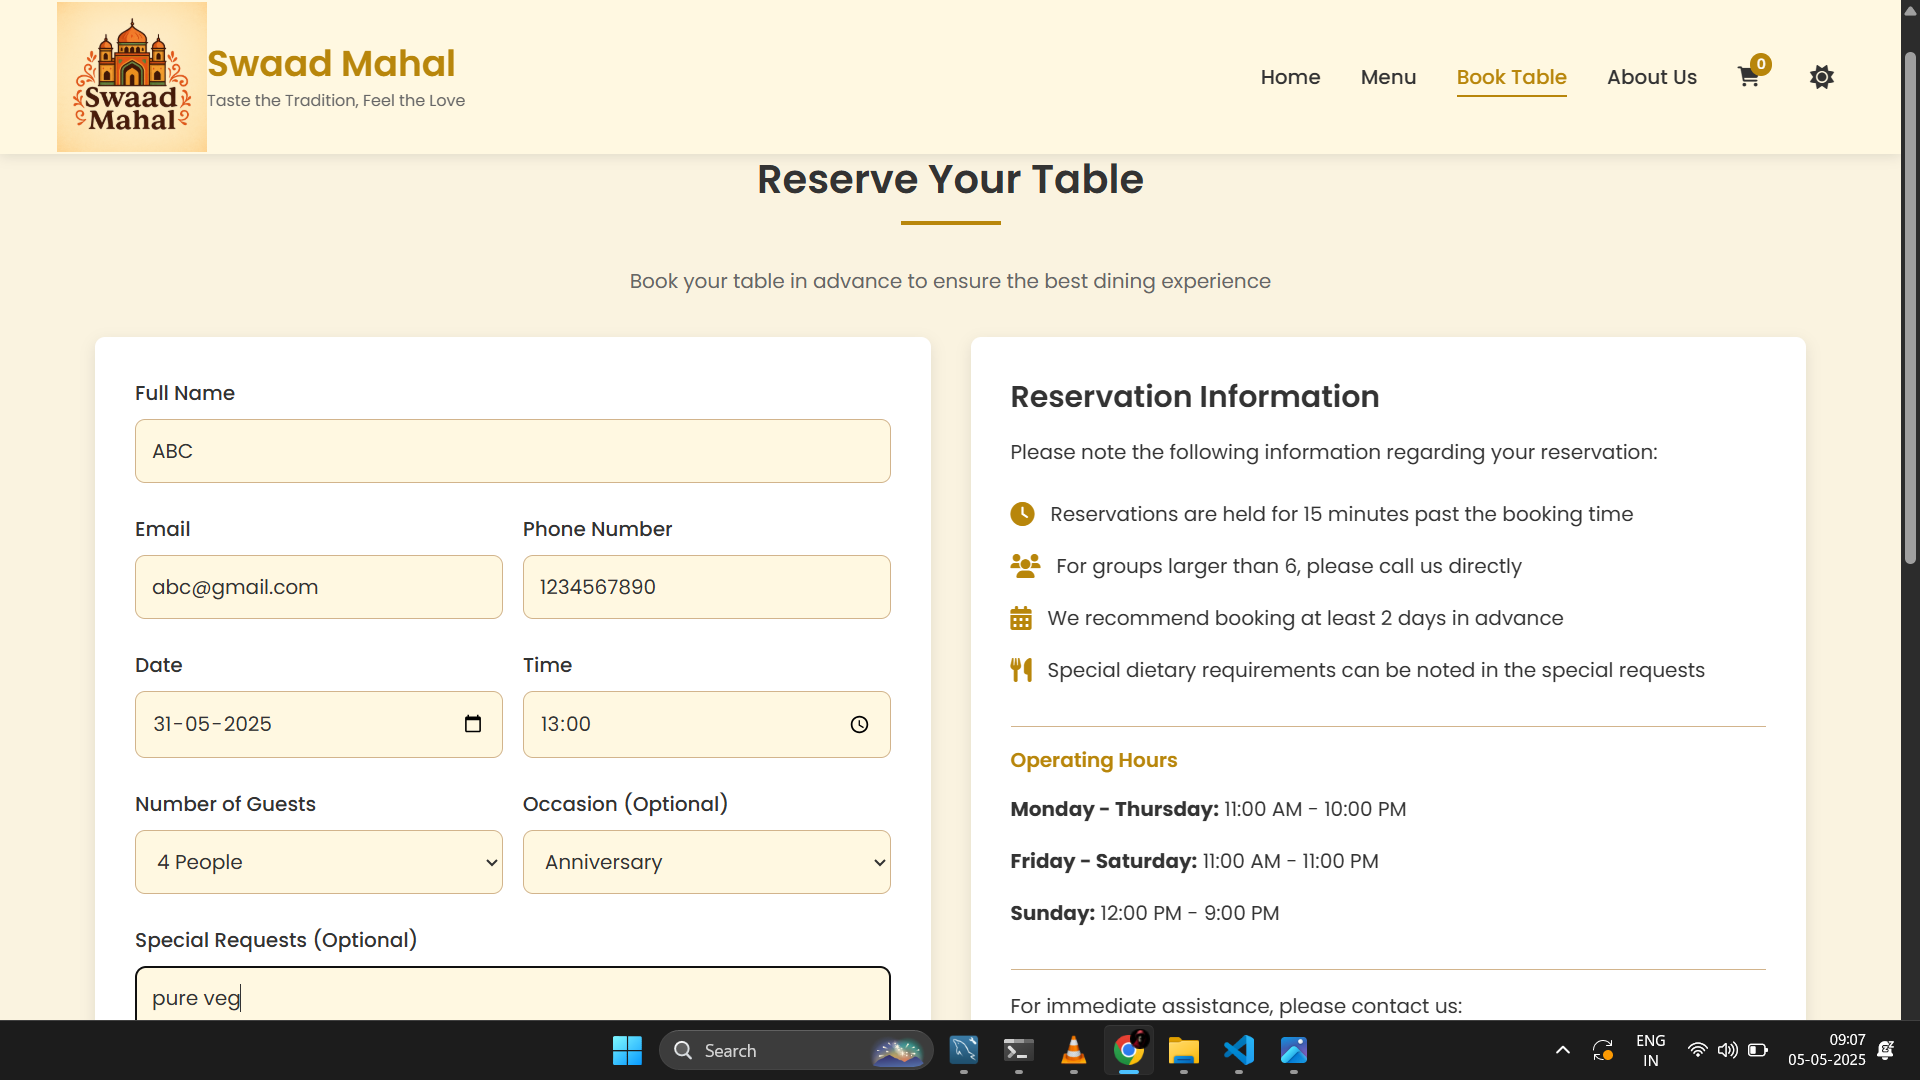 Swaad
Mahal
Swaad Mahal
Taste the Tradition, Feel the Love
Home
Menu
Book Table
About Us
0
Reserve Your Table
Book your table in advance to ensure the best dining experience
Full Name
ABC
Email
Phone Number
abc@gmail.com
1234567890
Date
Time
31-05-2025
13:00
Number of Guests
Occasion (Optional)
4 People
Anniversary
Special Requests (Optional)
pure veg
Reservation Information
Please note the following information regarding your reservation:
Reservations are held for 15 minutes past the booking time
For groups larger than 6, please call us directly
We recommend booking at least 2 days in advance
Special dietary requirements can be noted in the special requests
Operating Hours
Monday - Thursday: 11:00 AM - 10:00 PM
Friday - Saturday: 11:00 AM - 11:00 PM
Sunday: 12:00 PM - 9:00 PM
For immediate assistance, please contact us:
Search
ENG
IN
09:07
05-05-2025